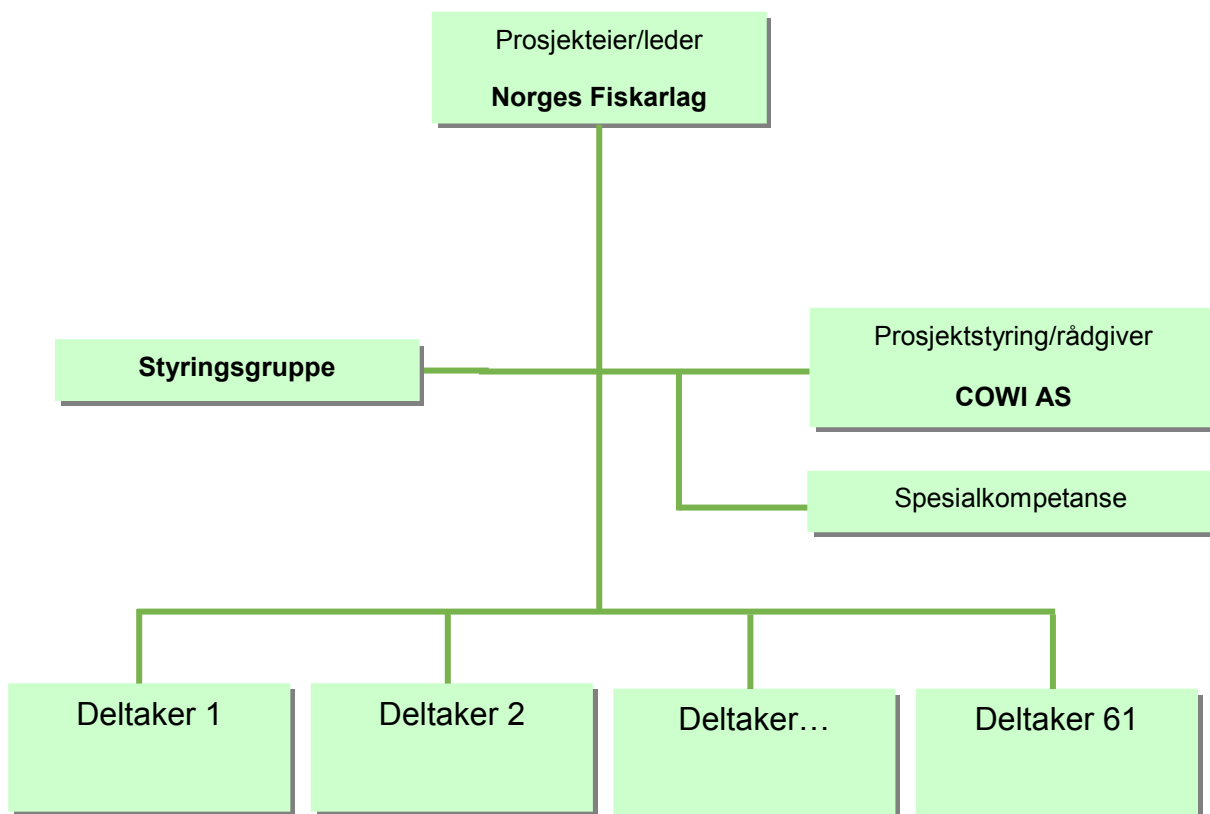 Prosjekteier/leder
Norges Fiskarlag
Styringsgruppe
Prosjektstyring/rådgiver
COWI AS
Spesialkompetanse
Deltaker 1
Deltaker 2
Deltaker…
Deltaker 61